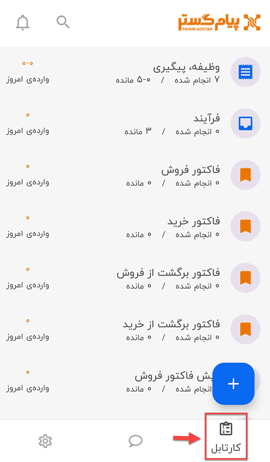 پیام‌گستر
PAYAM GOSTAR
وظیفه، پیگیری
۷ انجام شده / ۵-۰ مانده
۰-۰
وارده‌ی امروز
فرآیند
۰ انجام شده / ۳ مانده
۰
وارده‌ی امروز
فاکتور فروش
۰ انجام شده / ۰ مانده
۰
وارده‌ی امروز
فاکتور خرید
۰ انجام شده / ۰ مانده
۰
وارده‌ی امروز
فاکتور برگشت از فروش
۰ انجام شده / ۰ مانده
۰
وارده‌ی امروز
فاکتور برگشت از خرید
۰ انجام شده / ۰ مانده
۰
وارده‌ی امروز
فاکتور فروش
۰ انجام شده / ۰ مانده
۰
وارده‌ی امروز
کارتابل